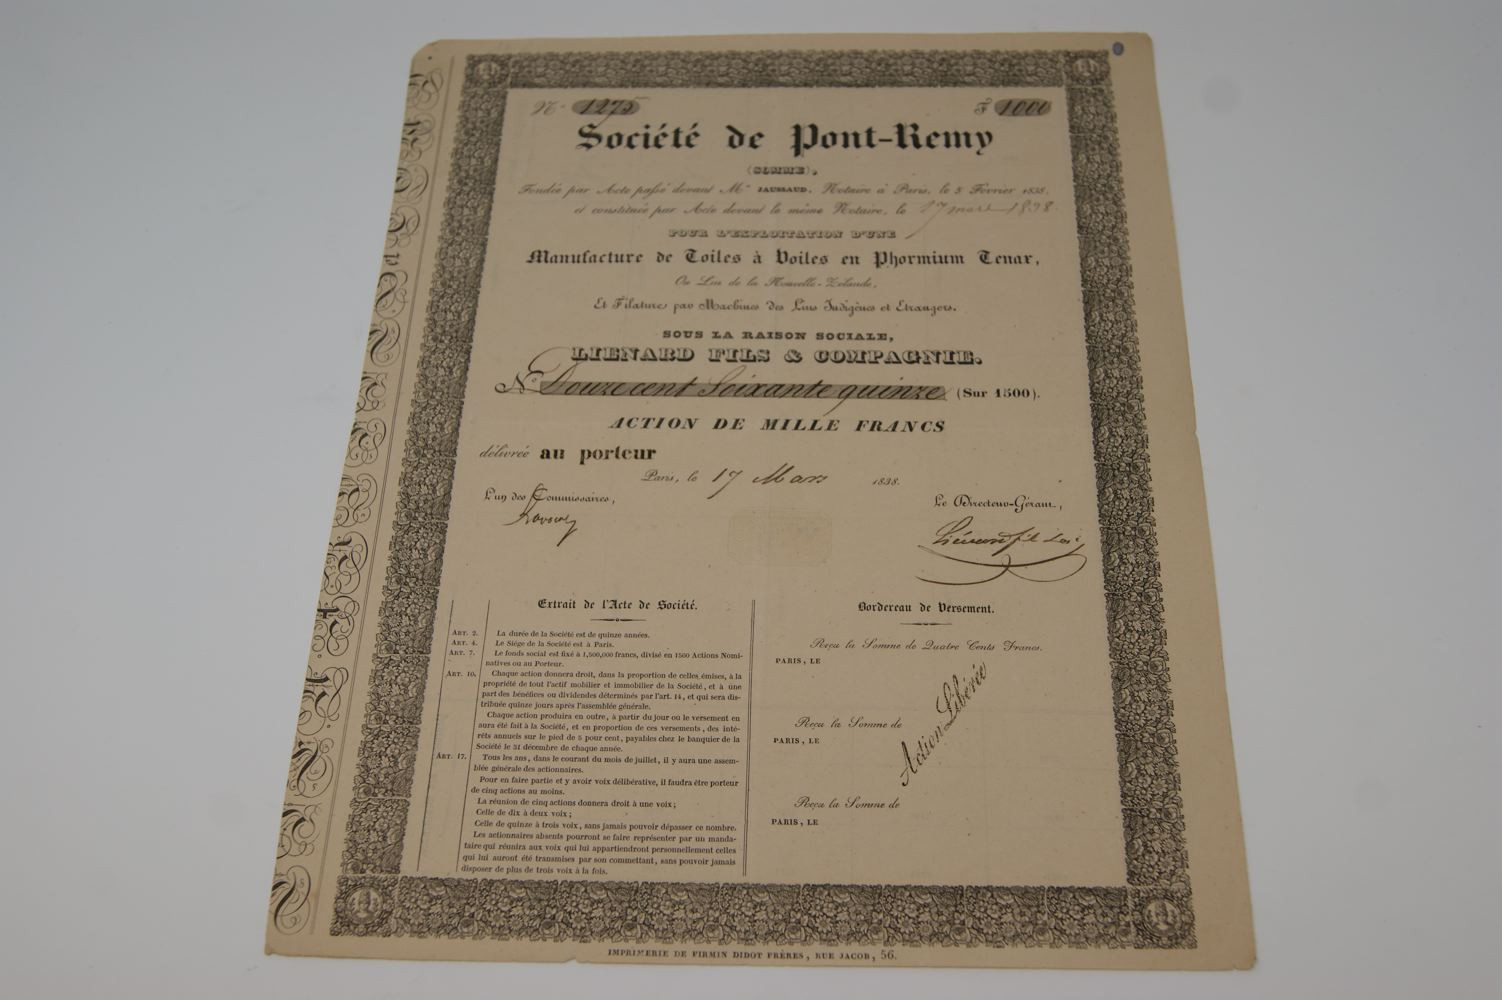 N° 1275
F 1000
Société de Pont-Remy
(SOMME),
Fondée par Acte passé devant Me JAUSSAUD, Notaire à Paris, le 5 Février 1838.
et constituée par Acte devant le même Notaire, le 17 mars 1838.
POUR L'EXPLOITATION D'UNE
Manufacture de Toiles à Voiles en Phormium Tenax,
Ou Lin de la Nouvelle-Zélande,
Et Filature par Machines des Lins Indigènes et Etrangers.
SOUS LA RAISON SOCIALE,
LIENARD FILS & COMPAGNIE.
N° Douze cent Soixante quinze (Sur 1500).
ACTION DE MILLE FRANCS
délivrée au porteur
Paris, le 17 Mars 1838.
L'un des Commissaires,
Le Directeur-Gérant,
Extrait de l'Acte de Société.
ART. 2. La durée de la Société est de quinze années.
ART. 4. Le Siége de la Société est à Paris.
ART. 7. Le fonds social est fixé à 1,500,000 francs, divisé en 1500 Actions Nomi-
natives ou au Porteur.
ART. 10. Chaque action donnera droit, dans la proportion de celles émises, à la
propriété de tout l'actif mobilier et immobilier de la Société, et à une
part des bénéfices ou dividendes déterminés par l'art. 14, et qui sera dis-
tribuée quinze jours après l'assemblée générale.
Chaque action produira en outre, à partir du jour ou le versement en
aura été fait à la Société, et en proportion de ces versements, des inté-
rêts annuels sur le pied de 5 pour cent, payables chez le banquier de la
Société le 31 décembre de chaque année.
ART. 17. Tous les ans, dans le courant du mois de juillet, il y aura une assem-
blée générale des actionnaires.
Pour en faire partie et y avoir voix délibérative, il faudra être porteur
de cinq actions au moins.
La réunion de cinq actions donnera droit à une voix;
Celle de dix à deux voix;
Celle de quinze à trois voix, sans jamais pouvoir dépasser ce nombre.
Les actionnaires absents pourront se faire représenter par un manda-
taire qui réunira aux voix qui lui appartiendront personnellement celles
qui lui auront été transmises par son commettant, sans pouvoir jamais
disposer de plus de trois voix à la fois.
Bordereau de Versement.
Reçu la Somme de Quatre Cents Francs.
PARIS, LE
Reçu la Somme de
PARIS, LE
Action Libérée
Reçu la Somme de
PARIS, LE
IMPRIMERIE DE FIRMIN DIDOT FRÈRES, RUE JACOB, 56.